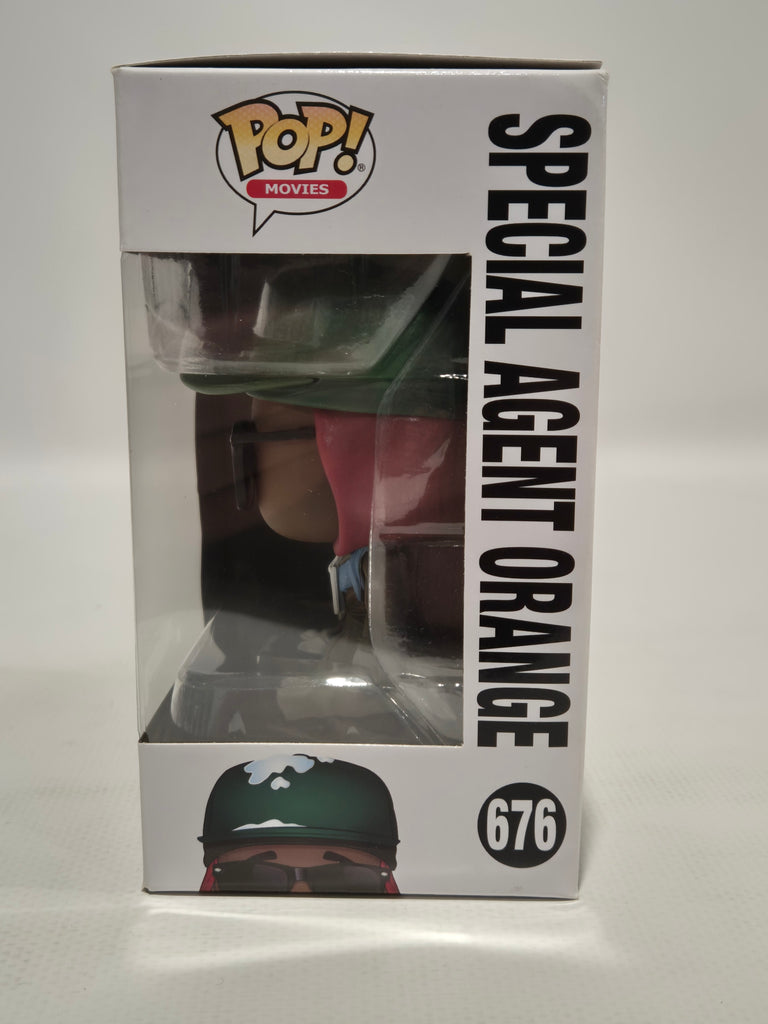 POP!®
MOVIES
SPECIAL AGENT ORANGE
676